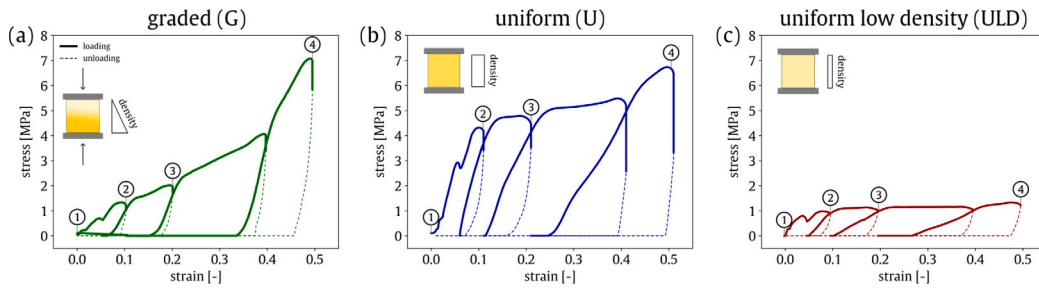 graded (G)
uniform (U)
uniform low density (ULD)
(a)
8
7
6
5
4
3
2
1
0
stress [MPa]
loading
unloading
density
1
2
3
4
0.0 0.1 0.2 0.3 0.4 0.5
strain [-]
(b)
8
7
6
5
4
3
2
1
0
stress [MPa]
density
1
2
3
4
0.0 0.1 0.2 0.3 0.4 0.5
strain [-]
(c)
8
7
6
5
4
3
2
1
0
stress [MPa]
density
1
2
3
4
0.0 0.1 0.2 0.3 0.4 0.5
strain [-]